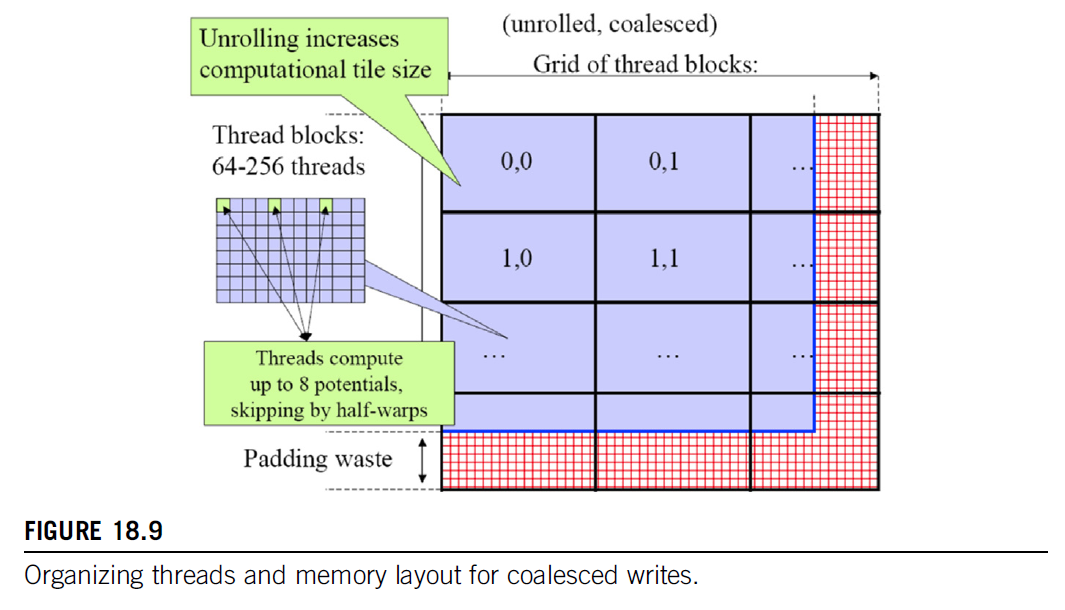 (unrolled, coalesced)
Grid of thread blocks:
Unrolling increases
computational tile size
Thread blocks:
64-256 threads
0,0
0,1
...
1,0
1,1
...
...
...
...
Threads compute
up to 8 potentials,
skipping by half-warps
Padding waste
FIGURE 18.9
Organizing threads and memory layout for coalesced writes.